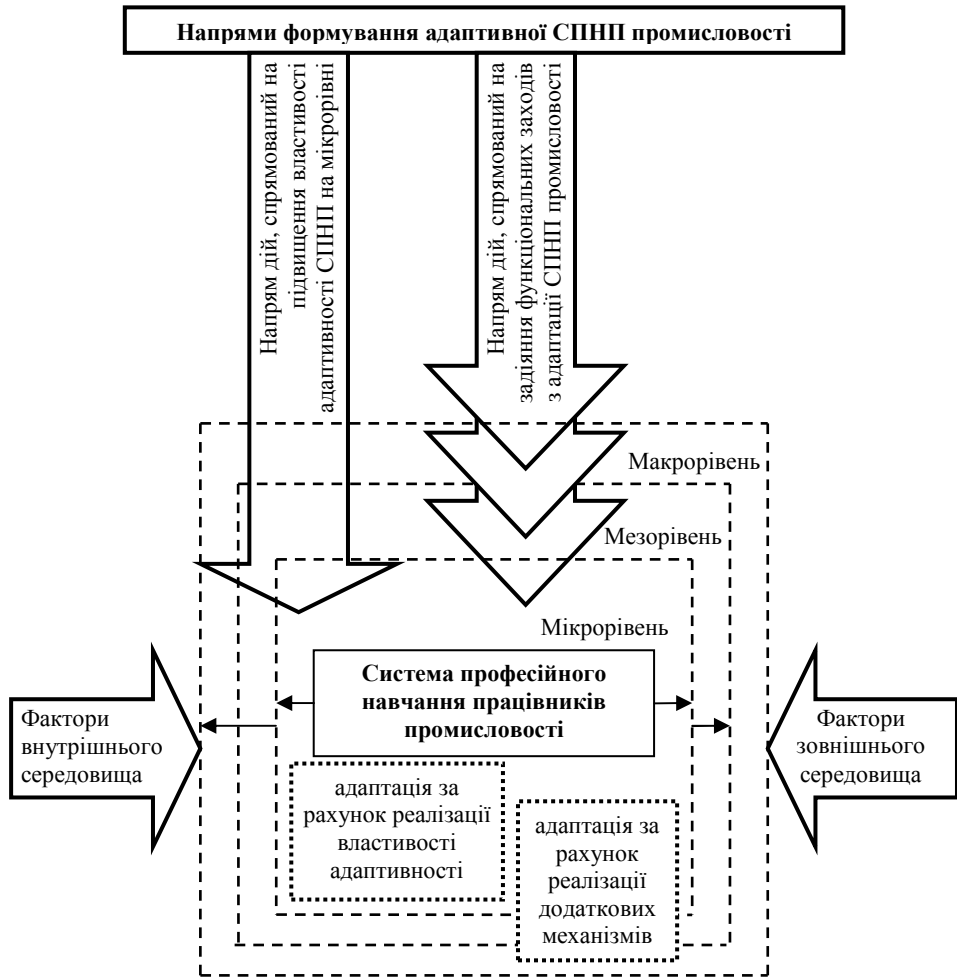 Напрями формування адаптивної СПНП промисловості
Напрям дій, спрямований на
підвищення властивості
адаптивності СПНП на мікрорівні
Напрям дій, спрямований на
задіяння функціональних заходів
з адаптації СПНП промисловості
Макрорівень
Мезорівень
Мікрорівень
Система професійного
навчання працівників
промисловості
Фактори
внутрішнього
середовища
Фактори
зовнішнього
середовища
адаптація за
рахунок реалізації
властивості
адаптивності
адаптація за
рахунок
реалізації
додаткових
механізмів